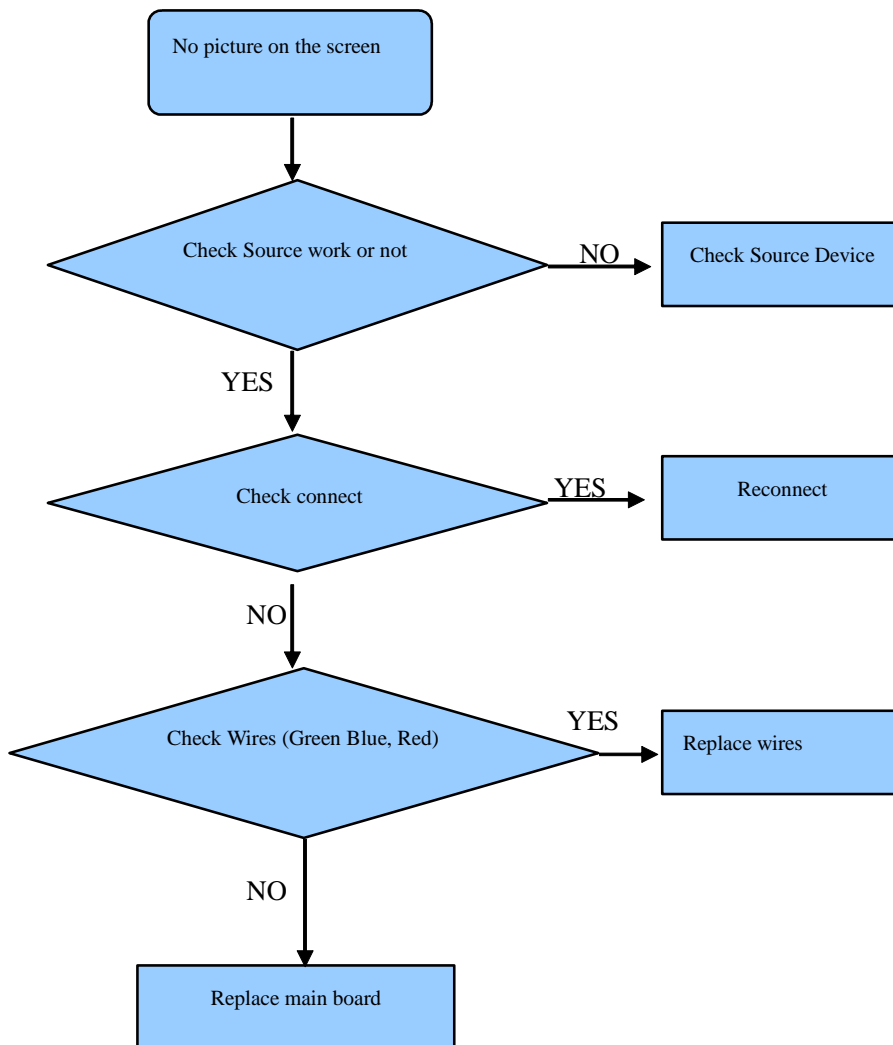 No picture on the screen
Check Source work or not
NO
Check Source Device
YES
Check connect
YES
Reconnect
NO
Check Wires (Green Blue, Red)
YES
Replace wires
NO
Replace main board